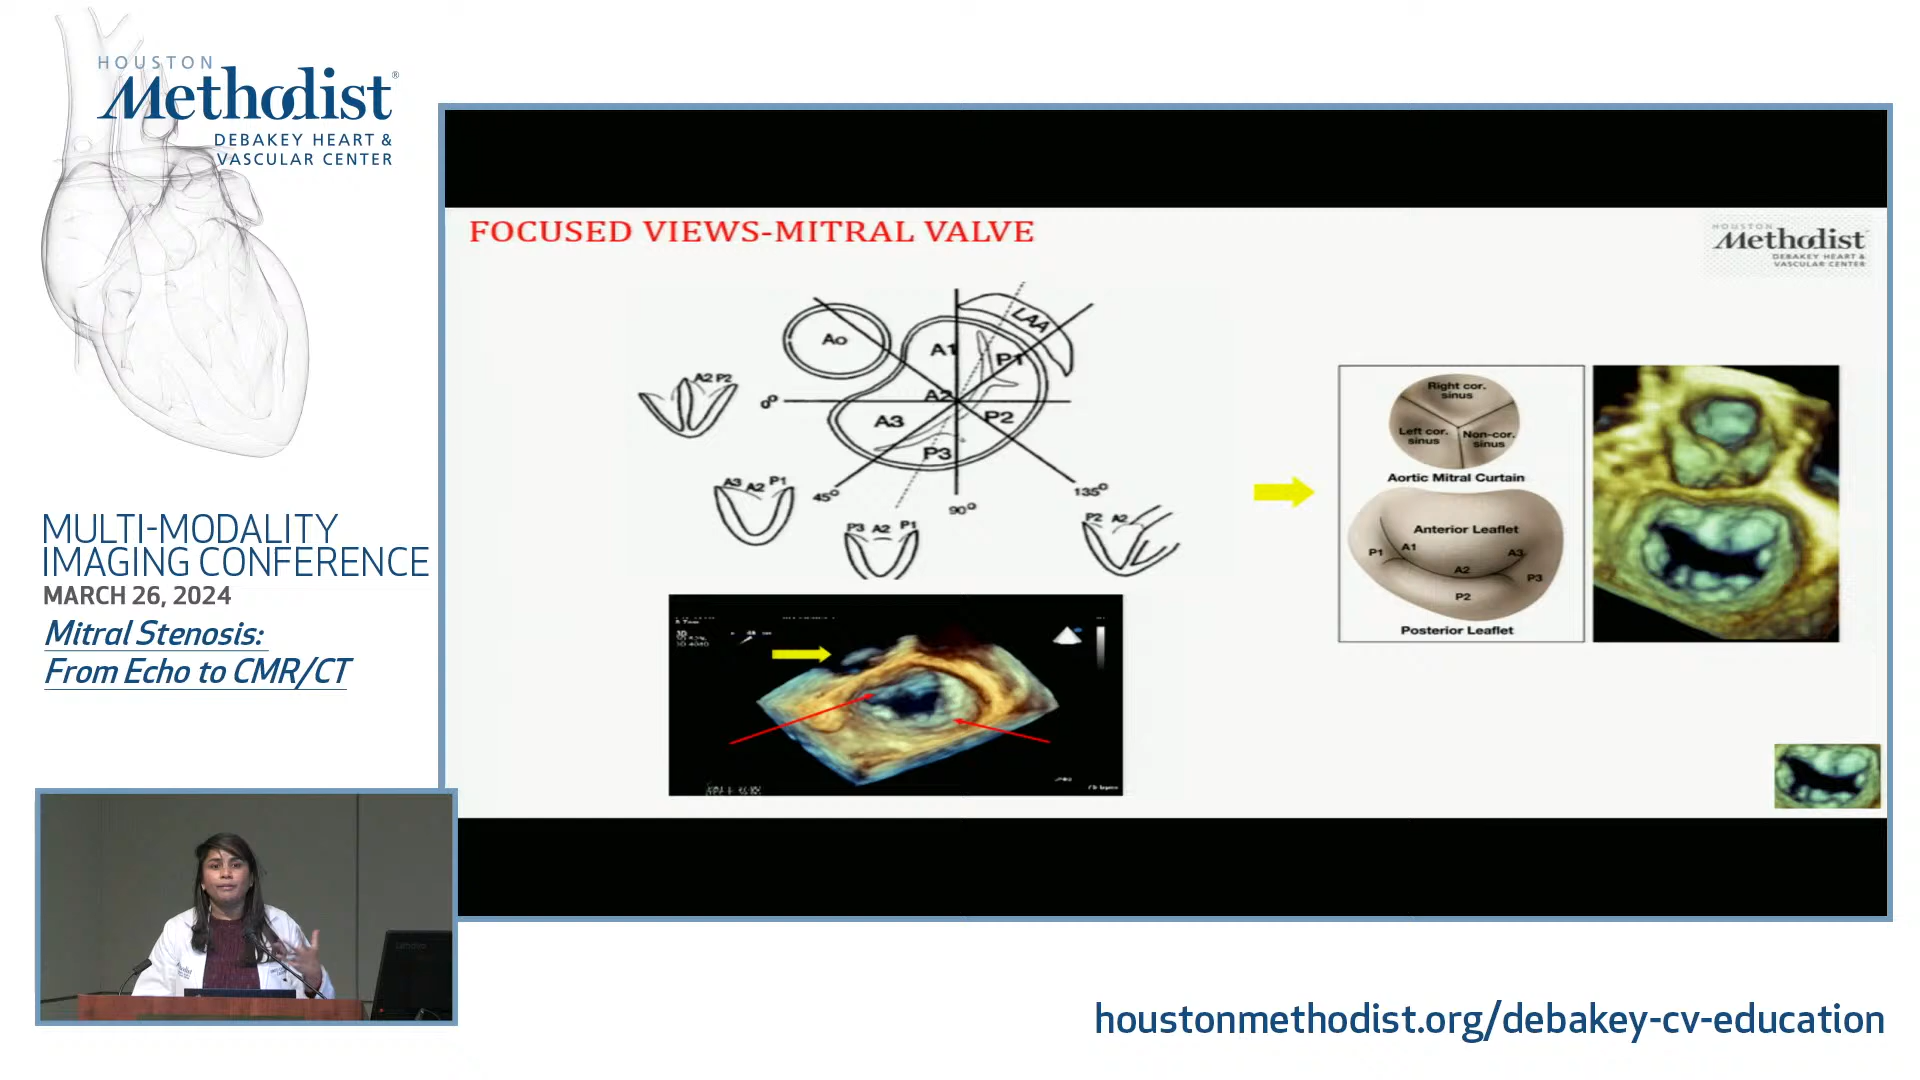 HOUSTON
Methodist®
DEBAKEY HEART &
VASCULAR CENTER
MULTI-MODALITY
IMAGING CONFERENCE
MARCH 26, 2024
Mitral Stenosis:
From Echo to CMR/CT
FOCUSED VIEWS-MITRAL VALVE
HOUSTON
Methodist
DEBAKEY HEART &
VASCULAR CENTER
Ao
LAA
A1
P1
A2 P2
0°
A2
A3
P2
P3
A3 A2 P1
45°
90°
135°
P3 A2 P1
P2 A2
Right cor.
sinus
Left cor.
sinus
Non-cor.
sinus
Aortic Mitral Curtain
Anterior Leaflet
P1
A1
A3
A2
P3
P2
Posterior Leaflet
3D
houstonmethodist.org/debakey-cv-education